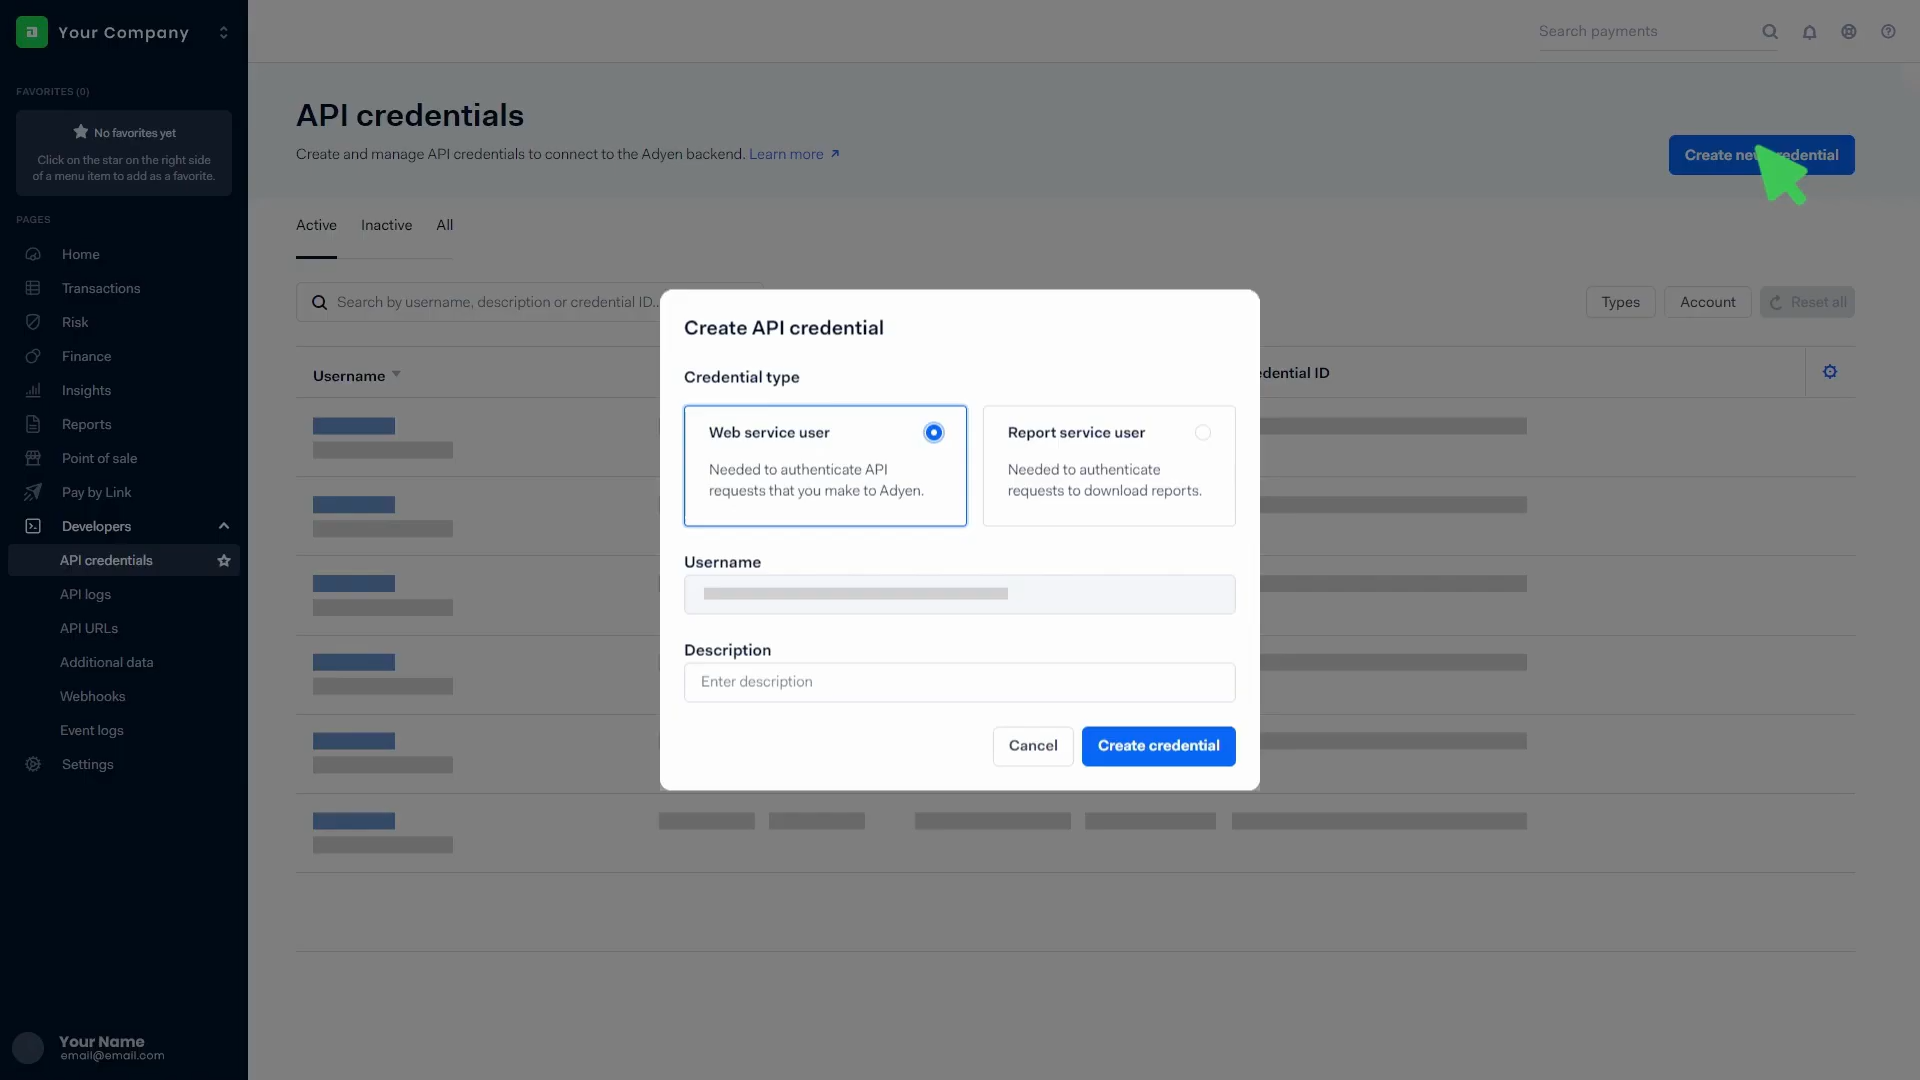 Your Company
FAVORITES (0)
No favorites yet
Click on the star on the right side
of a menu item to add as a favorite.
PAGES
Home
Transactions
Risk
Finance
Insights
Reports
Point of sale
Pay by Link
Developers
API credentials
API logs
API URLs
Additional data
Webhooks
Event logs
Settings
Your Name
email@email.com
Search payments
API credentials
Create and manage API credentials to connect to the Adyen backend. Learn more
Create new credential
Active Inactive All
Search by username, description or credential ID..
Types Account Reset all
Username
dential ID
Create API credential
Credential type
Web service user
Needed to authenticate API
requests that you make to Adyen.
Report service user
Needed to authenticate
requests to download reports.
Username
Description
Enter description
Cancel Create credential